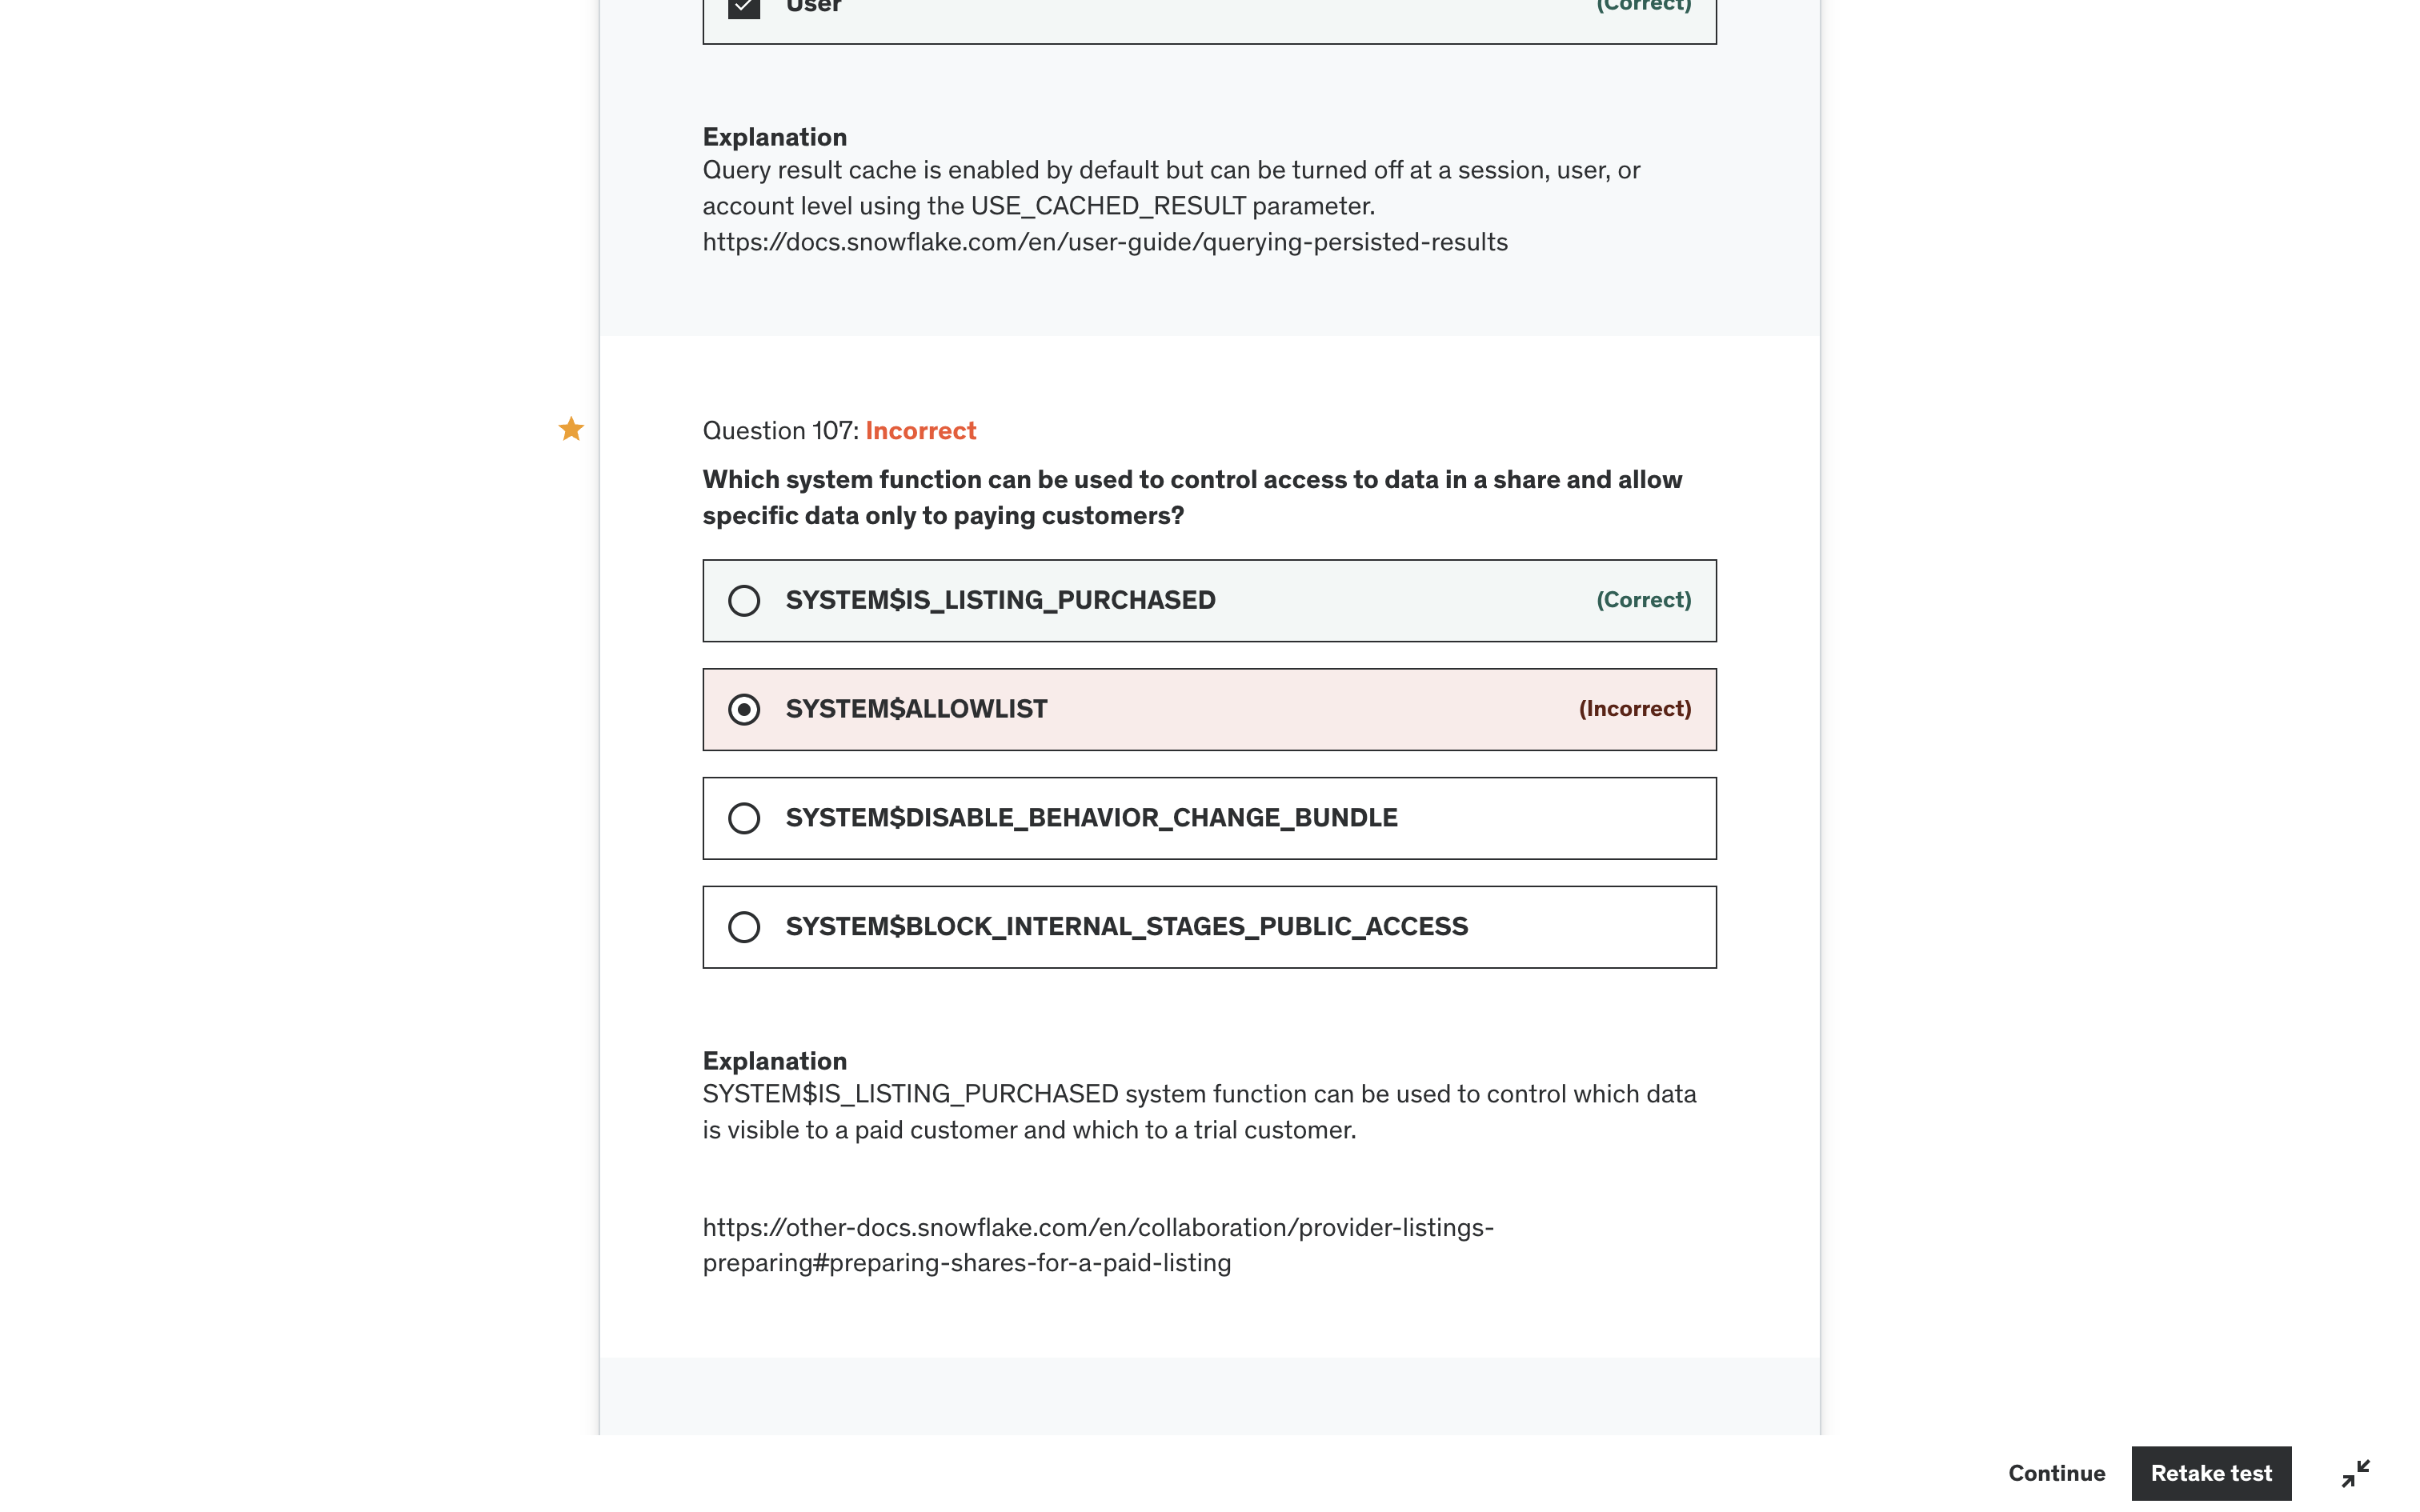 User (Correct)
Explanation
Query result cache is enabled by default but can be turned off at a session, user, or
account level using the USE_CACHED_RESULT parameter.
https://docs.snowflake.com/en/user-guide/querying-persisted-results
Question 107: Incorrect
Which system function can be used to control access to data in a share and allow
specific data only to paying customers?
SYSTEM$IS_LISTING_PURCHASED (Correct)
SYSTEM$ALLOWLIST (Incorrect)
SYSTEM$DISABLE_BEHAVIOR_CHANGE_BUNDLE
SYSTEM$BLOCK_INTERNAL_STAGES_PUBLIC_ACCESS
Explanation
SYSTEM$IS_LISTING_PURCHASED system function can be used to control which data
is visible to a paid customer and which to a trial customer.
https://other-docs.snowflake.com/en/collaboration/provider-listings-
preparing#preparing-shares-for-a-paid-listing
Continue Retake test